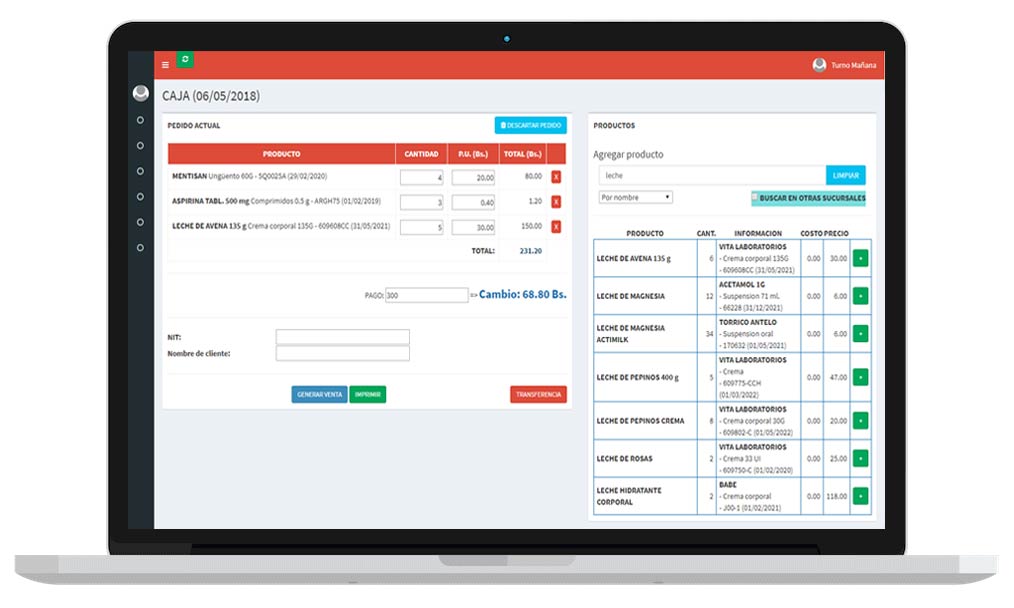 Turno Mañana
CAJA (06/05/2018)
PEDIDO ACTUAL
DESCARTAR PEDIDO
PRODUCTO CANTIDAD P.U. (Bs.) TOTAL (Bs.)
MENTISAN Ungüento 60G - 5Q0025A (29/02/2020) 4 20.00 80.00 X
ASPIRINA TABL. 500 mg Comprimidos 0.5 g - ARGH75 (01/02/2019) 3 0.40 1.20 X
LECHE DE AVENA 135 g Crema corporal 135G - 609608CC (31/05/2021) 5 30.00 150.00 X
TOTAL: 231.20
PAGO: 300 => Cambio: 68.80 Bs.
NIT:
Nombre de cliente:
GENERAR VENTA IMPRIMIR TRANSFERENCIA
PRODUCTOS
Agregar producto
leche LIMPIAR
Por nombre BUSCAR EN OTRAS SUCURSALES
PRODUCTO CANT. INFORMACION COSTO PRECIO
LECHE DE AVENA 135 g 6 VITA LABORATORIOS
- Crema corporal 135G 0.00 30.00 +
- 609608CC (31/05/2021)
LECHE DE MAGNESIA 12 ACETAMOL 1G
- Suspension 71 mL 0.00 6.00 +
- 66228 (31/12/2021)
LECHE DE MAGNESIA ACTIMILK 34 TORRICO ANTELO
- Suspension oral 0.00 6.00 +
- 170632 (01/05/2021)
LECHE DE PEPINOS 400 g 5 VITA LABORATORIOS
- Crema 0.00 47.00 +
- 609775-CCH
(01/03/2022)
LECHE DE PEPINOS CREMA 8 VITA LABORATORIOS
- Crema corporal 30G 0.00 20.00 +
- 609802-C (01/05/2022)
LECHE DE ROSAS 2 VITA LABORATORIOS
- Crema 33 UI 0.00 25.00 +
- 609750-C (01/02/2020)
LECHE HIDRATANTE CORPORAL 2 BABE
- Crema corporal 0.00 118.00 +
- J00-1 (01/02/2021)